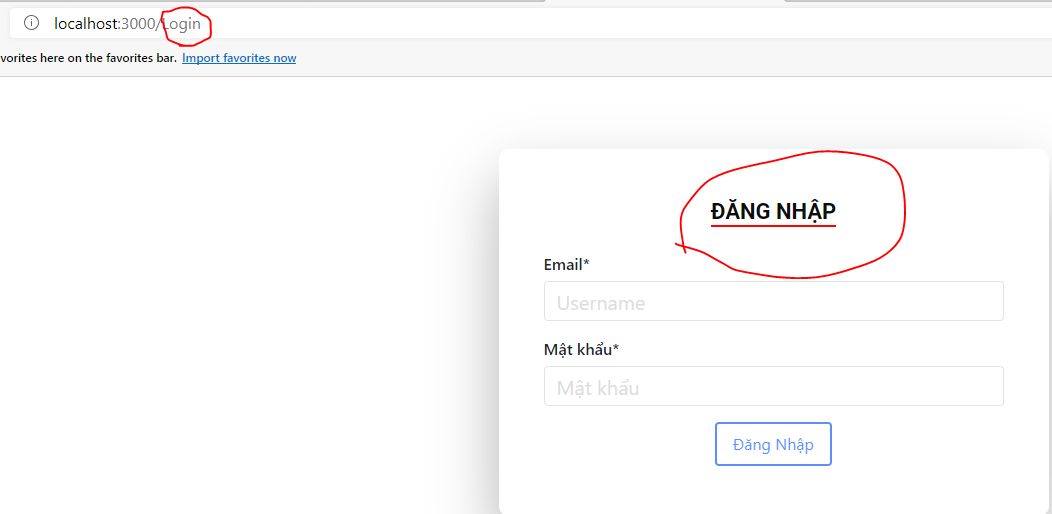 localhost:3000/Login
vorites here on the favorites bar. Import favorites now
ĐĂNG NHẬP
Email*
Username
Mật khẩu*
Mật khẩu
Đăng Nhập